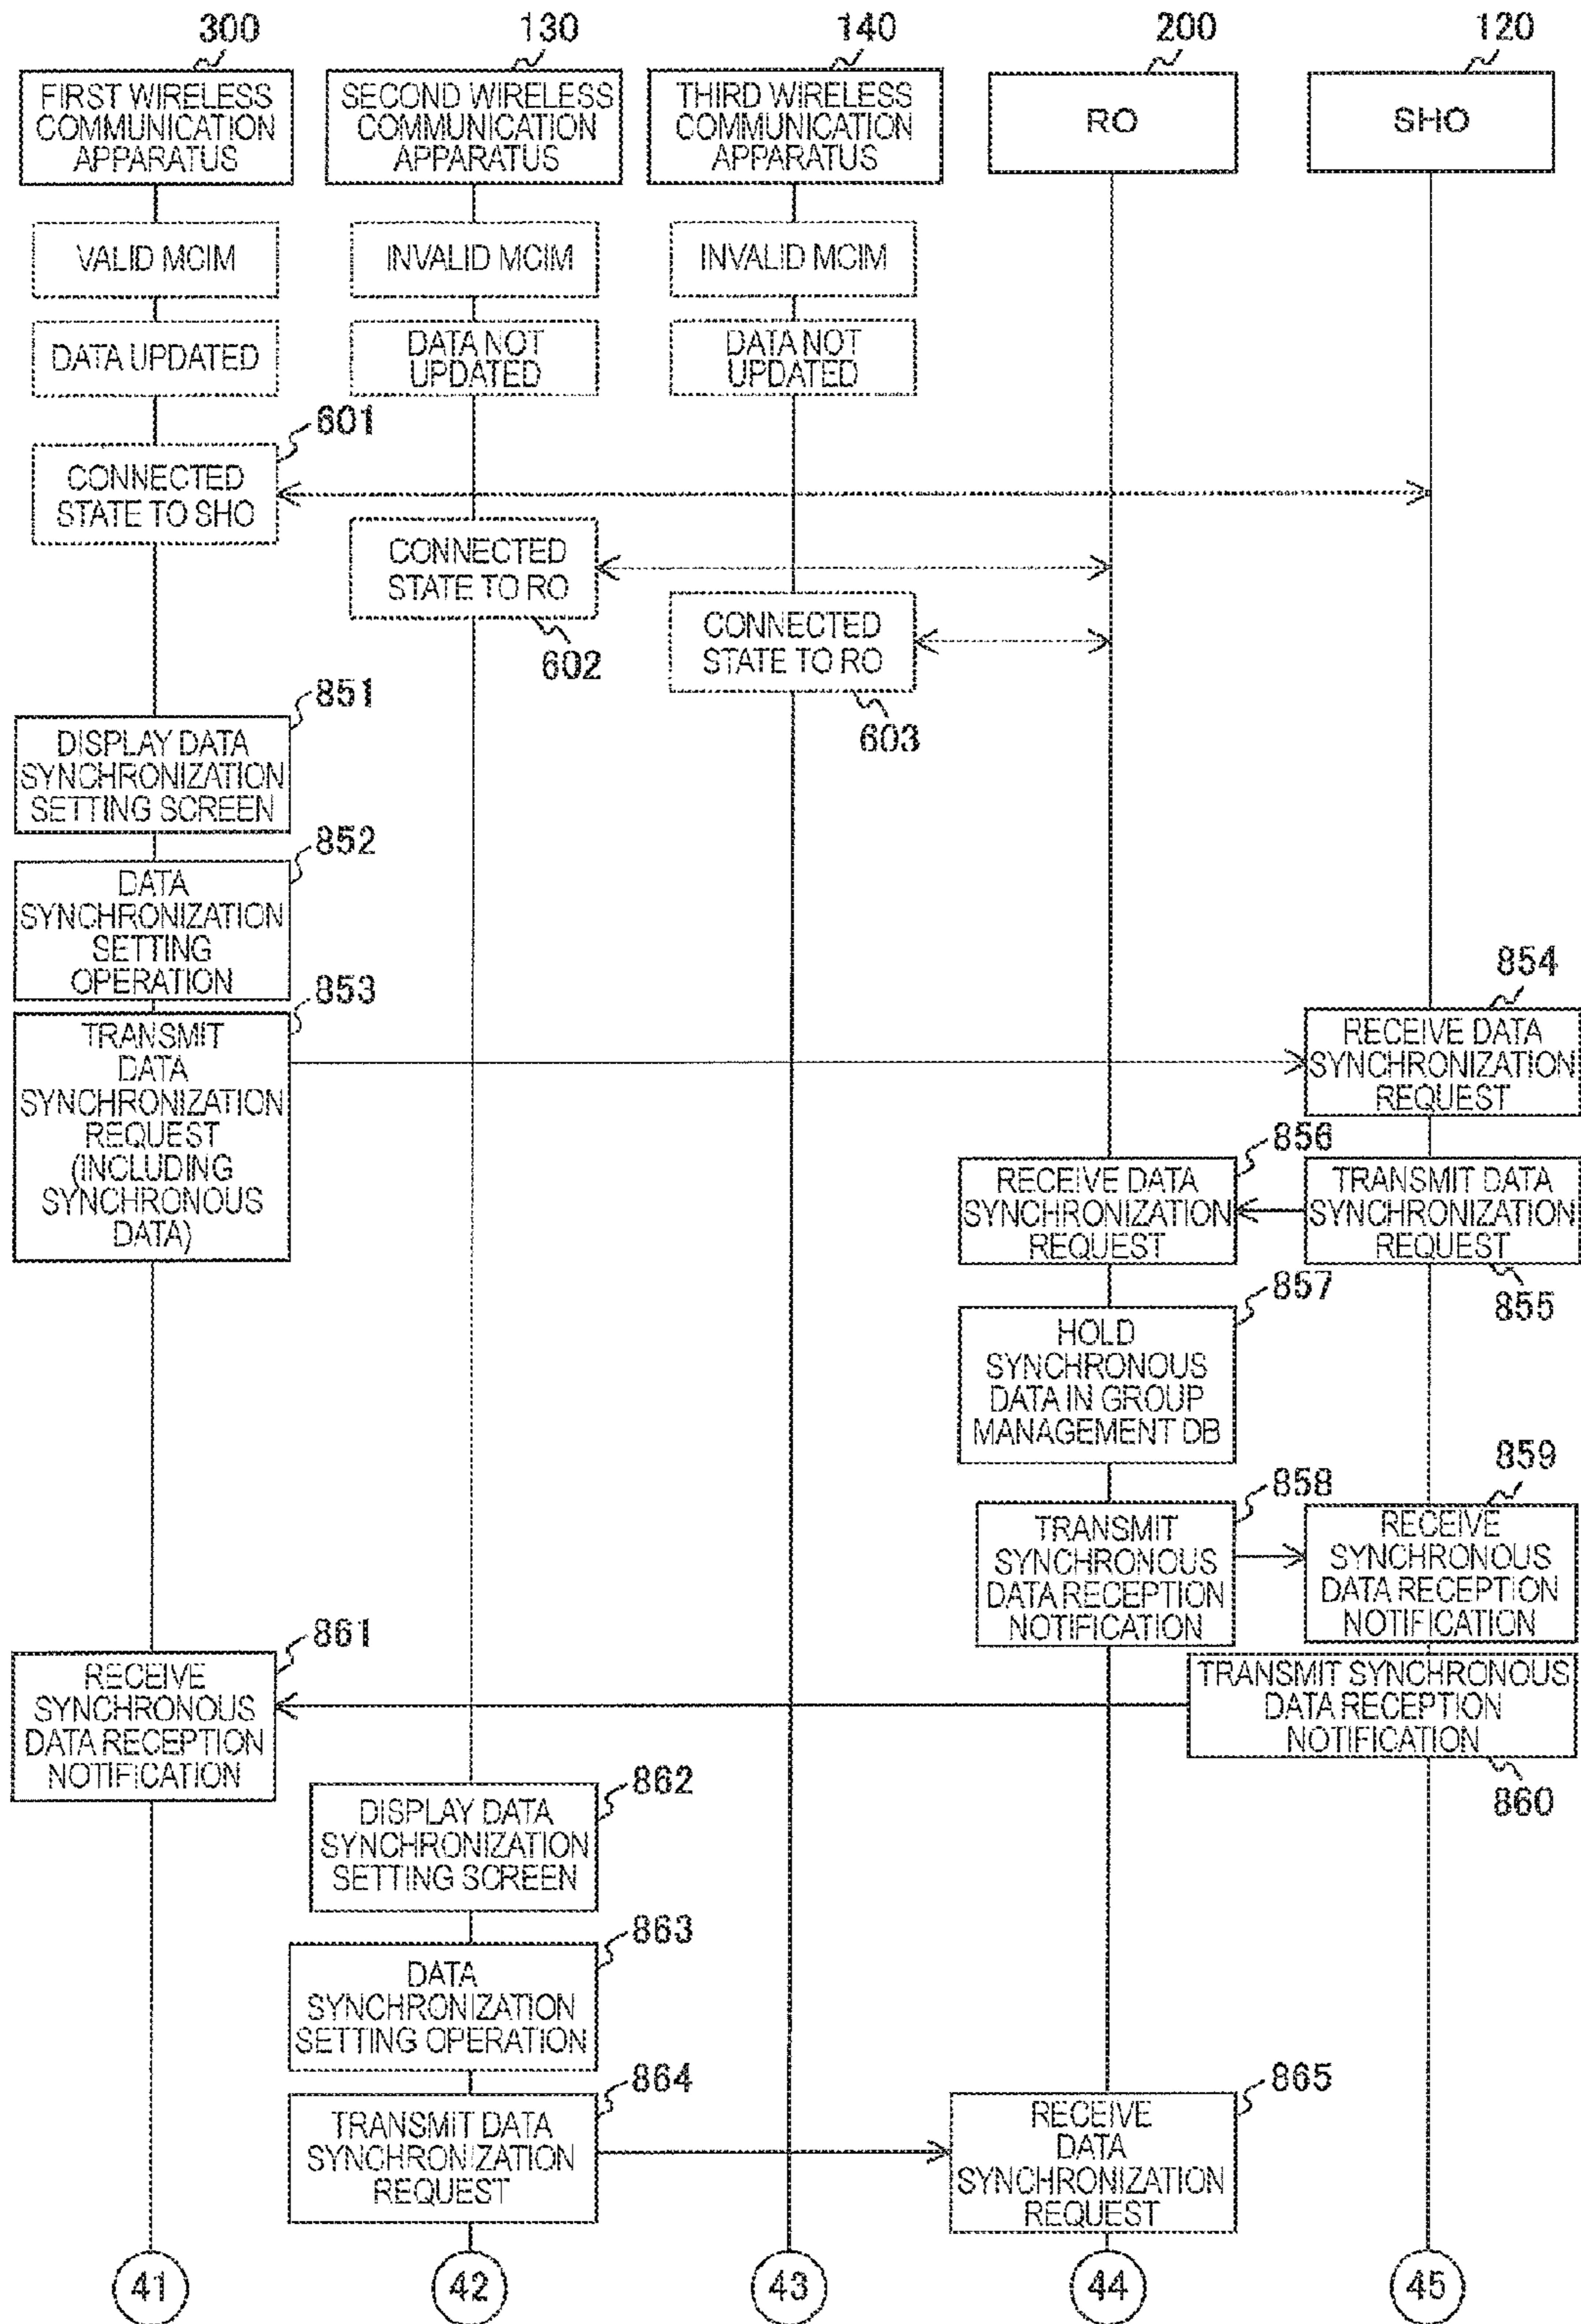 300
130
140
200
120
FIRST WIRELESS
COMMUNICATION
APPARATUS
SECOND WIRELESS
COMMUNICATION
APPARATUS
THIRD WIRELESS
COMMUNICATION
APPARATUS
RO
SHO
VALID MCIM
INVALID MCIM
INVALID MCIM
DATA UPDATED
DATA NOT
UPDATED
DATA NOT
UPDATED
601
CONNECTED
STATE TO SHO
CONNECTED
STATE TO RO
602
CONNECTED
STATE TO RO
603
851
DISPLAY DATA
SYNCHRONIZATION
SETTING SCREEN
852
DATA
SYNCHRONIZATION
SETTING
OPERATION
853
TRANSMIT
DATA
SYNCHRONIZATION
REQUEST
(INCLUDING
SYNCHRONOUS
DATA)
854
RECEIVE DATA
SYNCHRONIZATION
REQUEST
856
RECEIVE DATA
SYNCHRONIZATION
REQUEST
TRANSMIT DATA
SYNCHRONIZATION
REQUEST
855
857
HOLD
SYNCHRONOUS
DATA IN GROUP
MANAGEMENT DB
858
TRANSMIT
SYNCHRONOUS
DATA RECEPTION
NOTIFICATION
859
RECEIVE
SYNCHRONOUS
DATA RECEPTION
NOTIFICATION
861
RECEIVE
SYNCHRONOUS
DATA RECEPTION
NOTIFICATION
TRANSMIT SYNCHRONOUS
DATA RECEPTION
NOTIFICATION
860
862
DISPLAY DATA
SYNCHRONIZATION
SETTING SCREEN
863
DATA
SYNCHRONIZATION
SETTING OPERATION
864
TRANSMIT DATA
SYNCHRONIZATION
REQUEST
865
RECEIVE
DATA
SYNCHRONIZATION
REQUEST
41
42
43
44
45